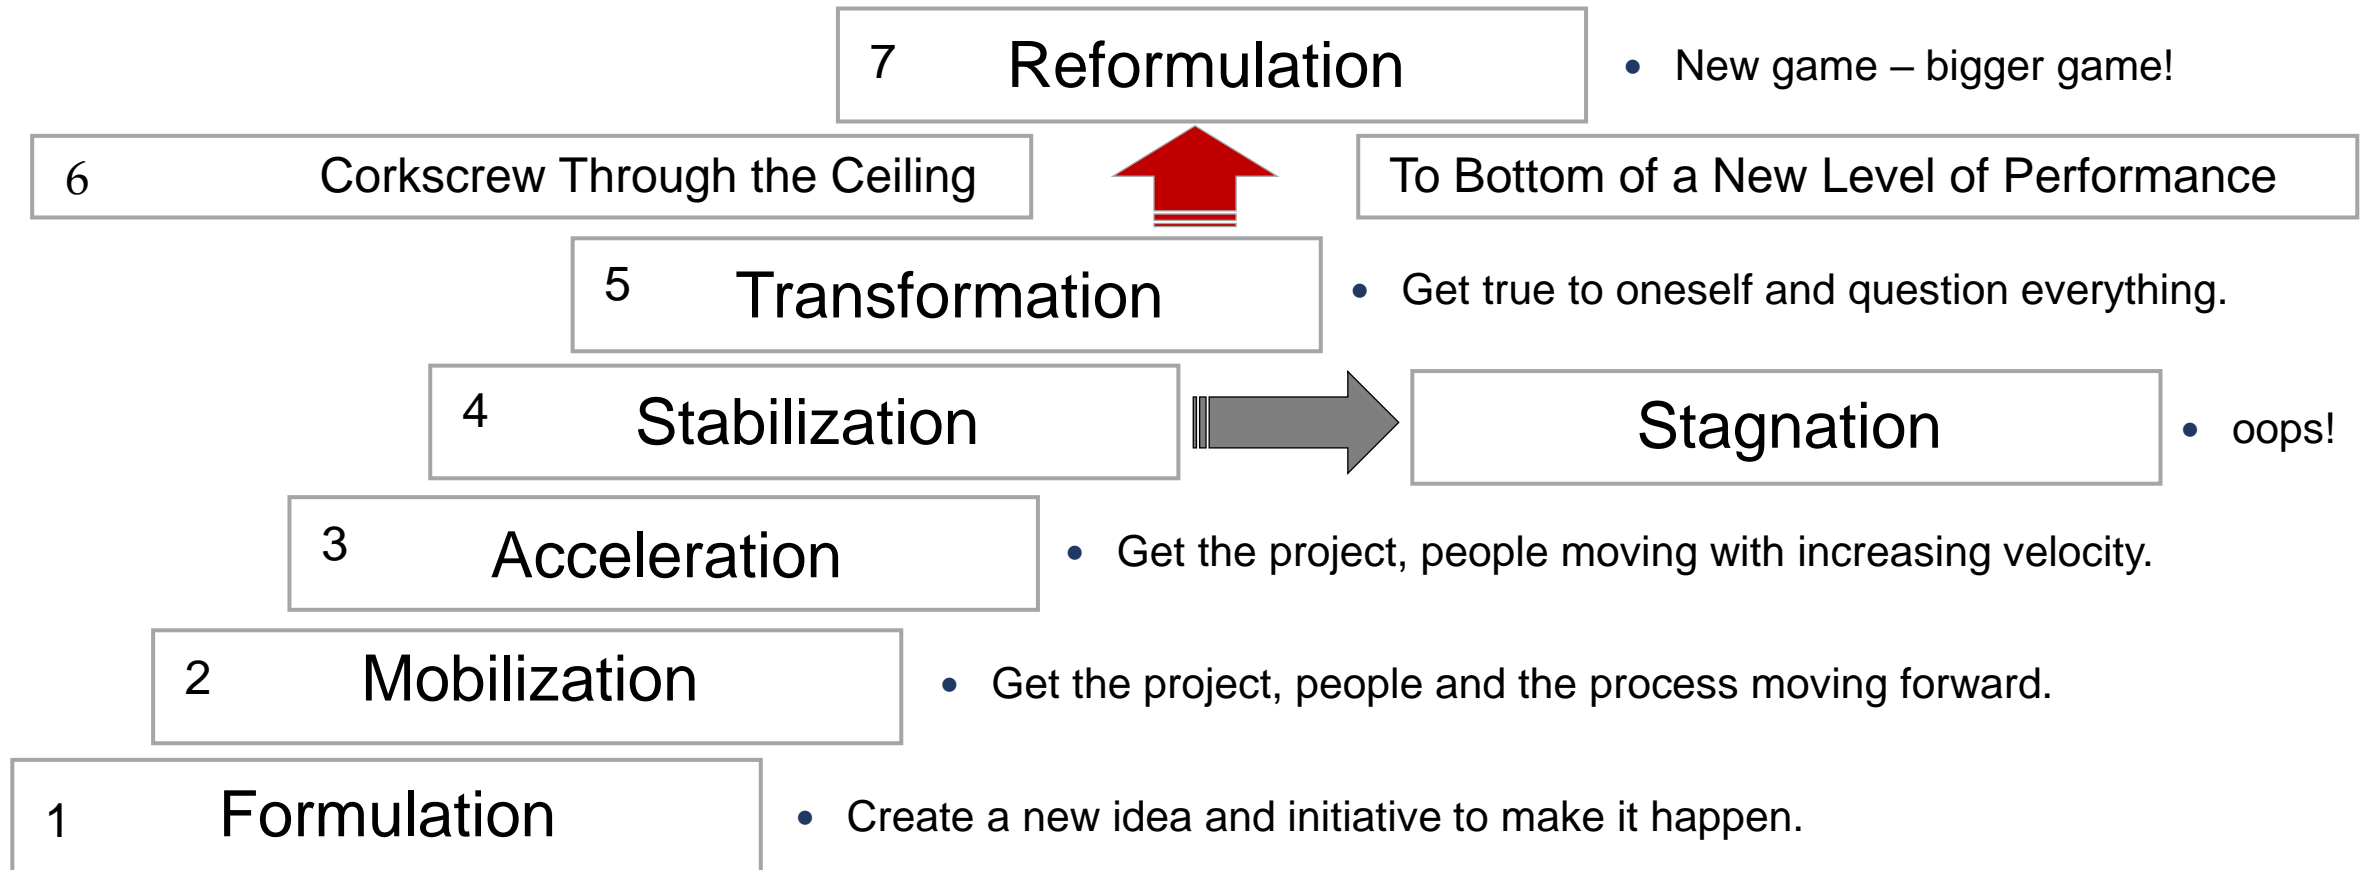 7 Reformulation • New game – bigger game!
6 Corkscrew Through the Ceiling To Bottom of a New Level of Performance
5 Transformation • Get true to oneself and question everything.
4 Stabilization Stagnation • oops!
3 Acceleration • Get the project, people moving with increasing velocity.
2 Mobilization • Get the project, people and the process moving forward.
1 Formulation • Create a new idea and initiative to make it happen.